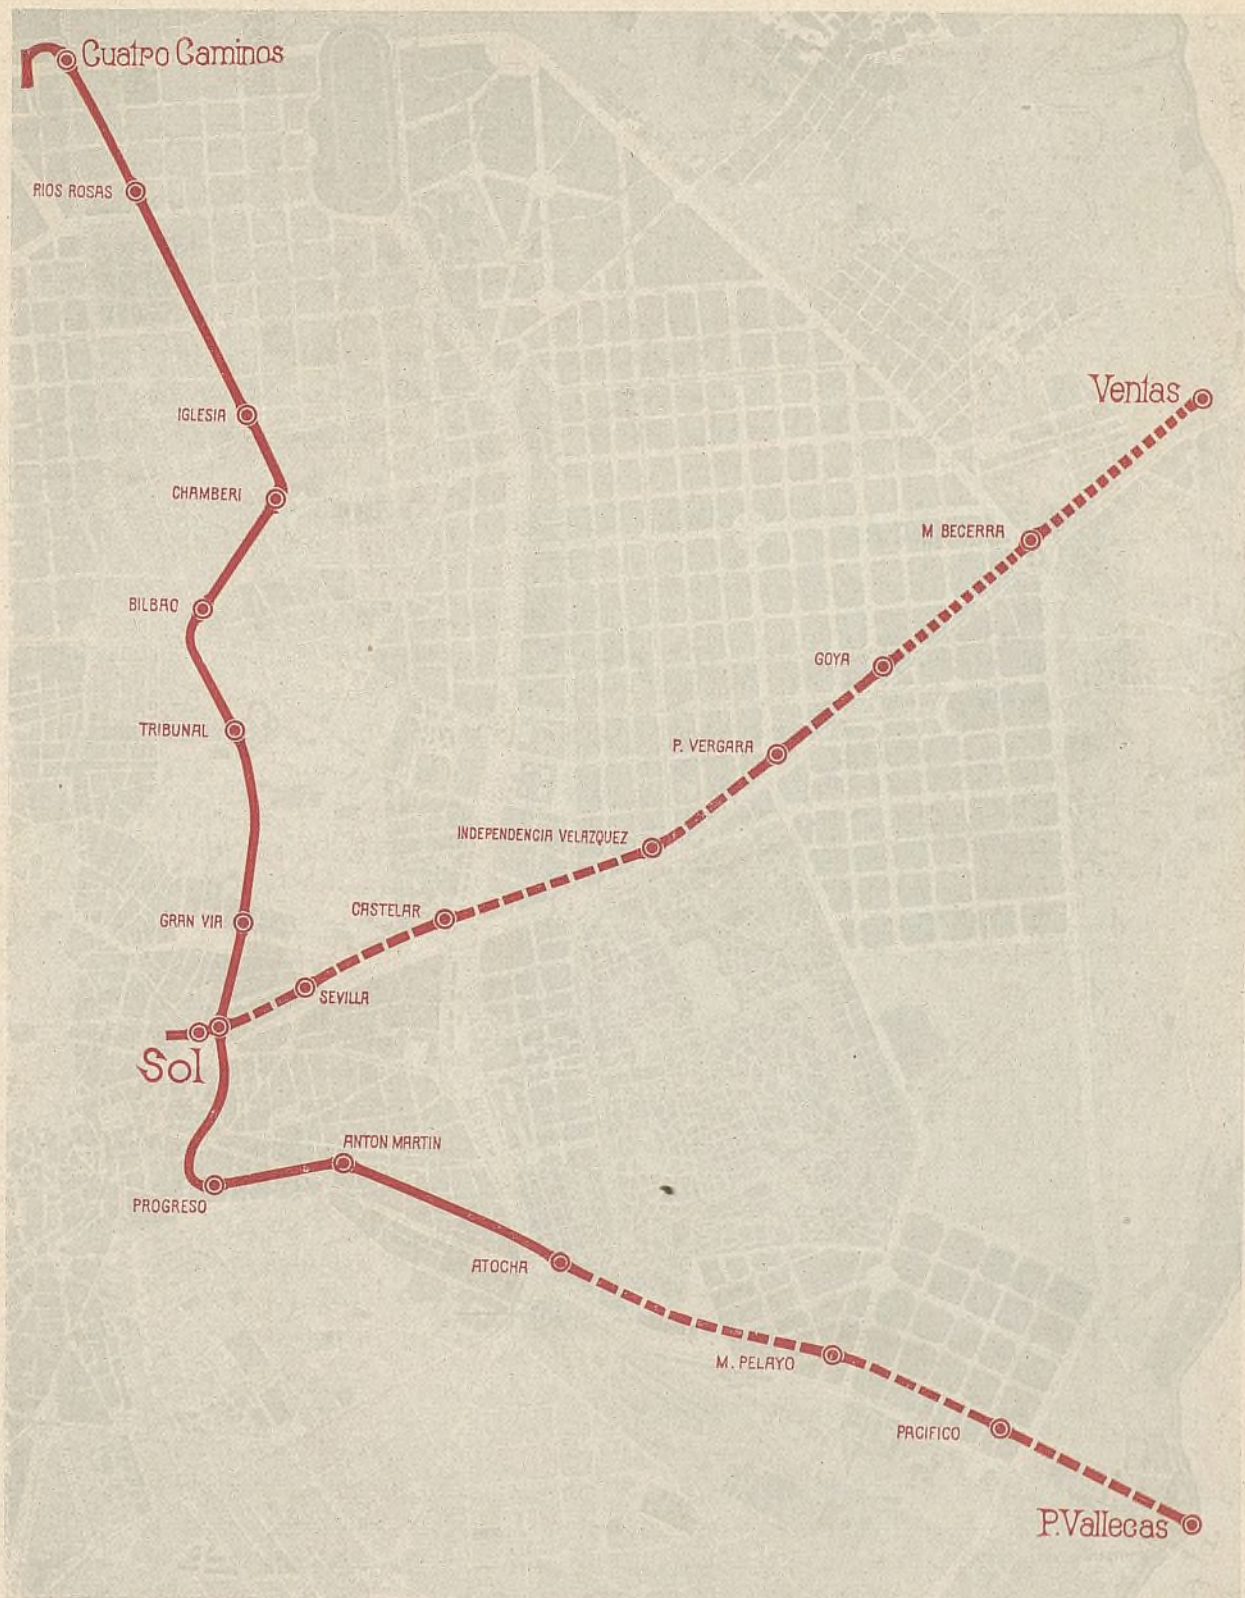 Cuatro Caminos
RIOS ROSAS
IGLESIA
CHAMBERI
BILBAO
TRIBUNAL
GRAN VIA
Sol
PROGRESO
ANTON MARTIN
ATOCHA
M. PELAYO
PACIFICO
P.Vallecas
SEVILLA
CASTELAR
INDEPENDENCIA VELAZQUEZ
P. VERGARA
GOYA
M BECERRA
Ventas